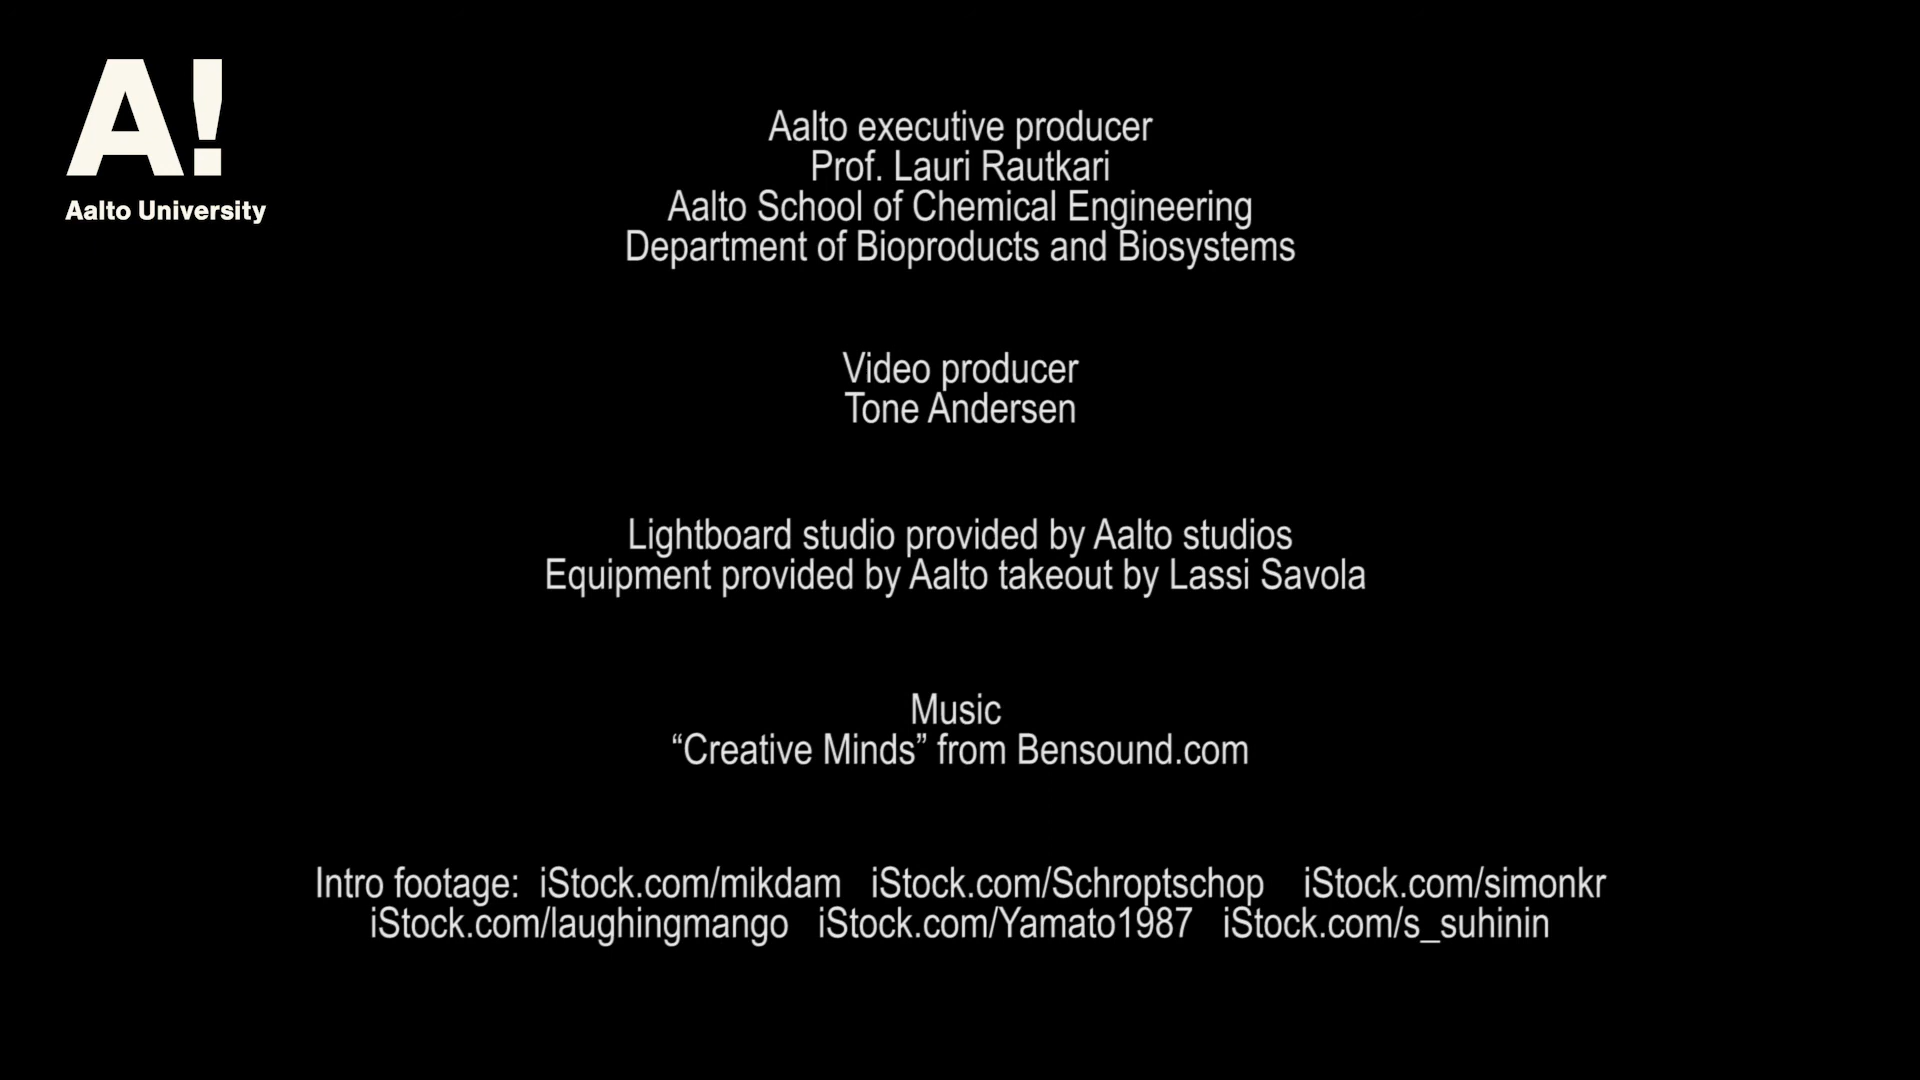 A!
Aalto University
Aalto executive producer
Prof. Lauri Rautkari
Aalto School of Chemical Engineering
Department of Bioproducts and Biosystems
Video producer
Tone Andersen
Lightboard studio provided by Aalto studios
Equipment provided by Aalto takeout by Lassi Savola
Music
“Creative Minds” from Bensound.com
Intro footage: iStock.com/mikdam iStock.com/Schroptschop iStock.com/simonkr
iStock.com/laughingmango iStock.com/Yamato1987 iStock.com/s_suhinin